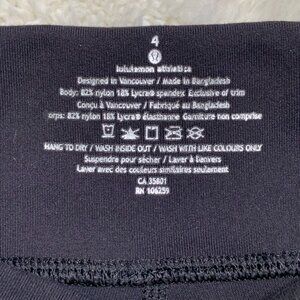 4
lululemon athletica
Designed in Vancouver / Made in Bangladesh
Body: 82% nylon 18% Lycra® spandex Exclusive of trim
Conçu à Vancouver / Fabriqué au Bangladesh
orps: 82% nylon 18% Lycra® élasthanne Garniture non comprise
HANG TO DRY / WASH INSIDE OUT / WASH WITH LIKE COLOURS ONLY
Suspendre pour sécher / Laver à l'envers
Laver avec des couleurs similaires seulement
CA 35801
RN 106259